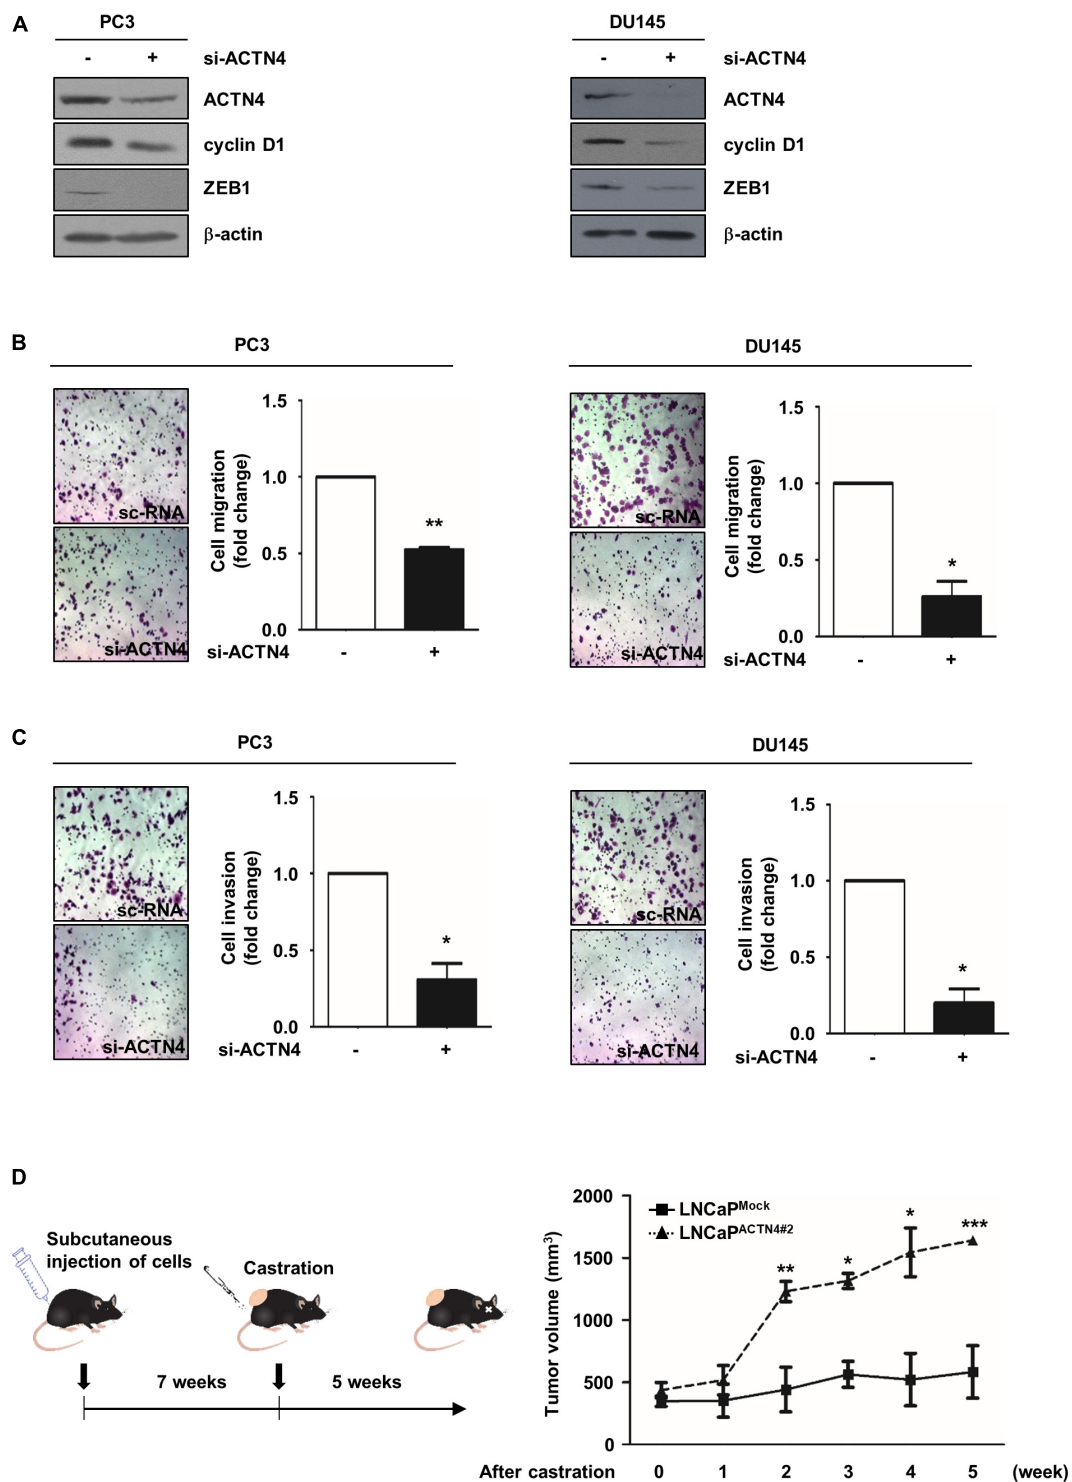 A
PC3
- + si-ACTN4
ACTN4
cyclin D1
ZEB1
β-actin
DU145
- + si-ACTN4
ACTN4
cyclin D1
ZEB1
β-actin
B
PC3
sc-RNA
si-ACTN4
Cell migration
(fold change)
1.5
1.0
0.5
0.0
**
si-ACTN4 - +
DU145
sc-RNA
si-ACTN4
Cell migration
(fold change)
1.5
1.0
0.5
0.0
*
si-ACTN4 - +
C
PC3
sc-RNA
si-ACTN4
Cell invasion
(fold change)
1.5
1.0
0.5
0.0
*
si-ACTN4 - +
DU145
sc-RNA
si-ACTN4
Cell invasion
(fold change)
1.5
1.0
0.5
0.0
*
si-ACTN4 - +
D
Subcutaneous
injection of cells
Castration
7 weeks
5 weeks
Tumor volume (mm³)
2000
1500
1000
500
0
LNCaP^Mock
LNCaP^ACTN4#2
** * * ***
After castration 0 1 2 3 4 5 (week)